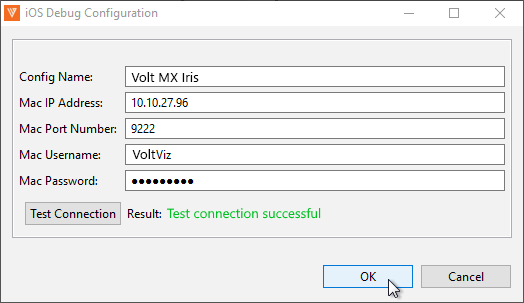 iOS Debug Configuration
Config Name: Volt MX Iris
Mac IP Address: 10.10.27.96
Mac Port Number: 9222
Mac Username: VoltViz
Mac Password: ●●●●●●●●●
Test Connection Result: Test connection successful
OK Cancel